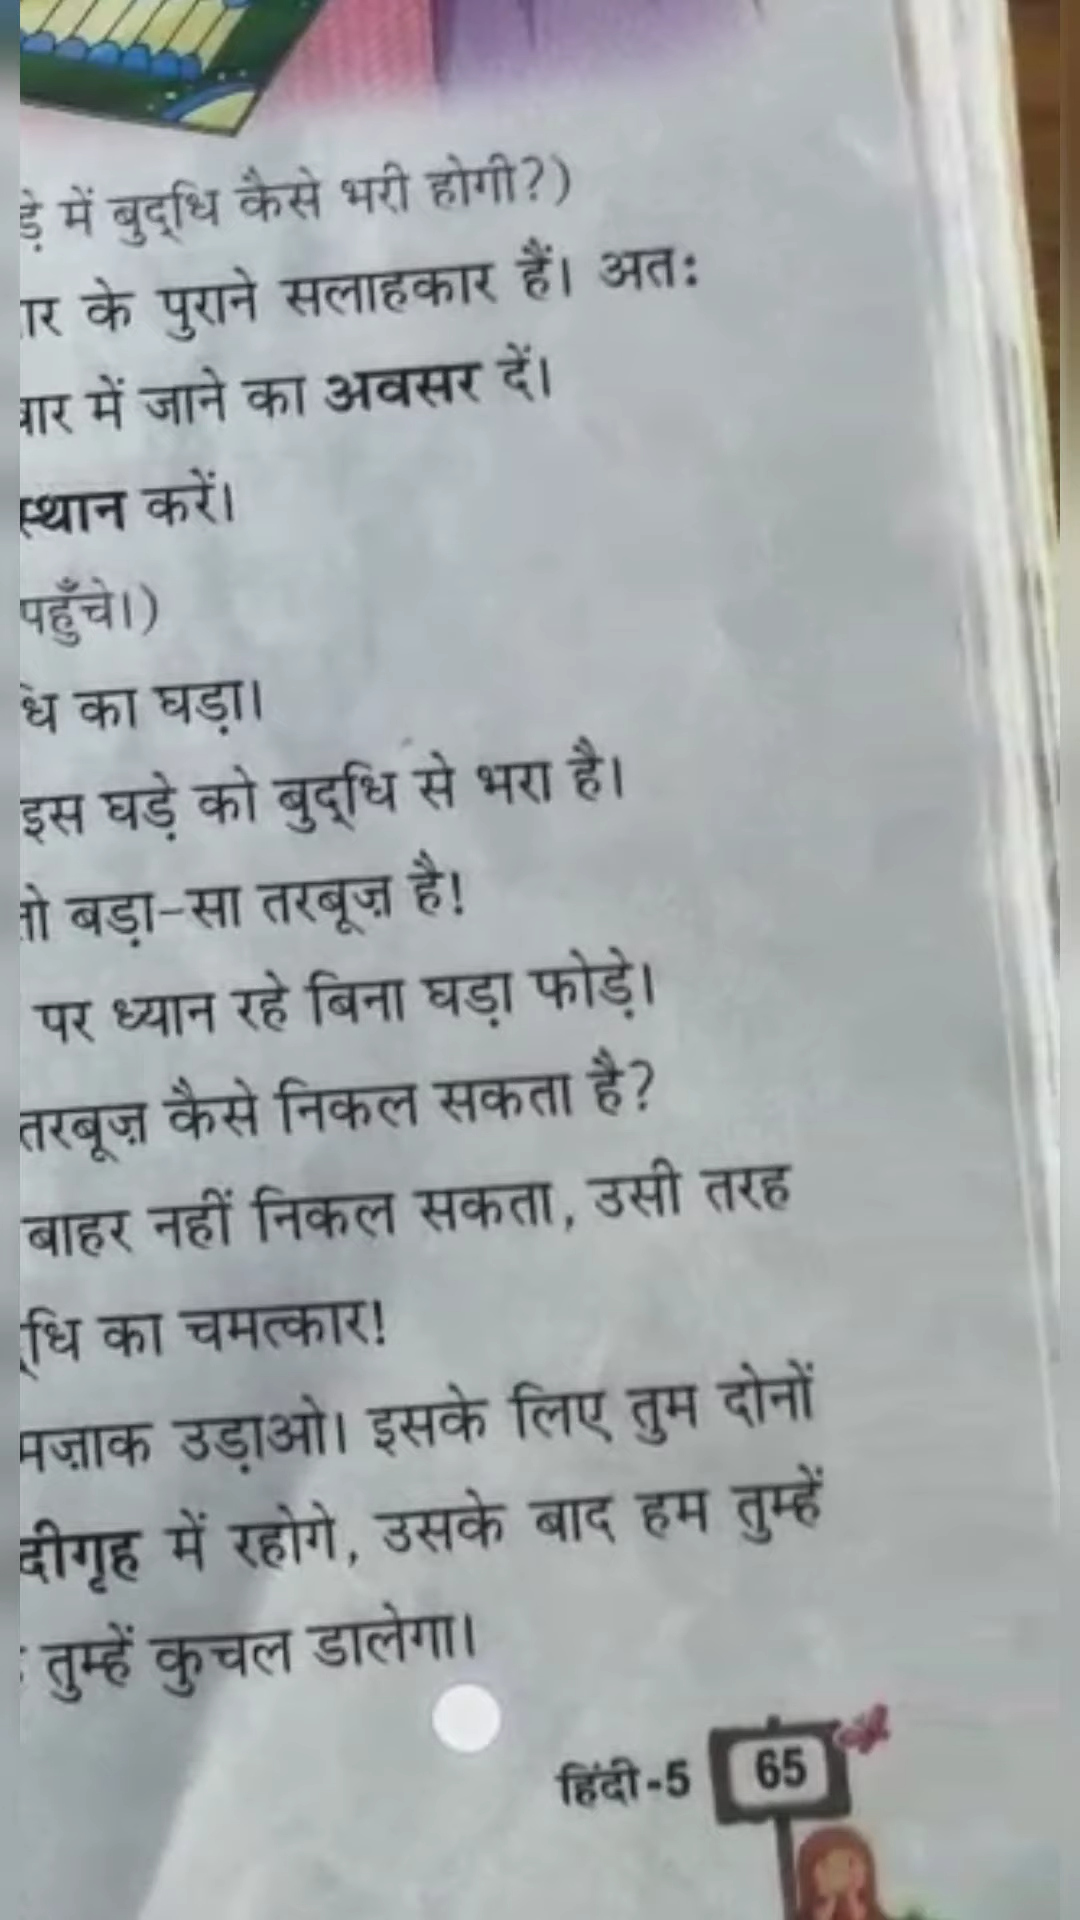 में बुद्धि कैसे भरी होगी?)
के पुराने सलाहकार हैं। अतः
में जाने का अवसर दें।
करें।
पहुँचे।)
का घड़ा।
इस घड़े को बुद्धि से भरा है।
बड़ा-सा तरबूज़ है!
पर ध्यान रहे बिना घड़ा फोड़े।
तरबूज़ कैसे निकल सकता है?
बाहर नहीं निकल सकता, उसी तरह
का चमत्कार!
मज़ाक उड़ाओ। इसके लिए तुम दोनों
में रहोगे, उसके बाद हम तुम्हें
तुम्हें कुचल डालेगा।
हिंदी-5 65